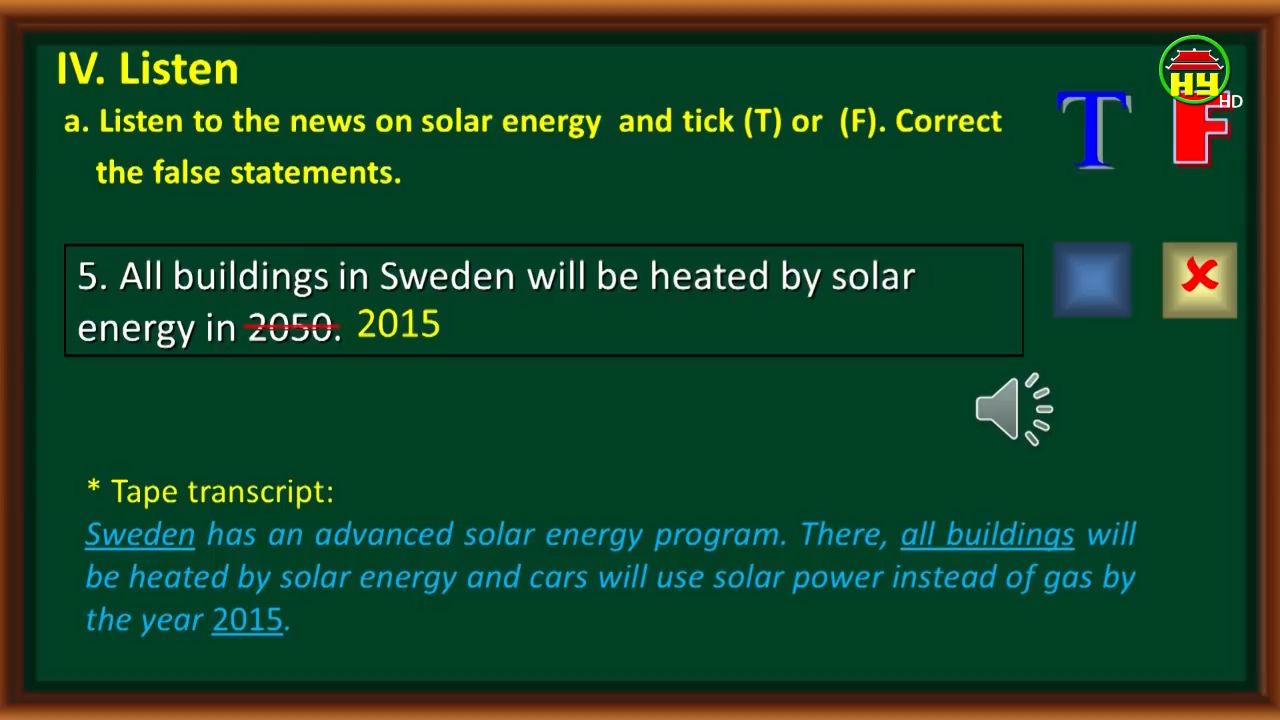 IV. Listen
a. Listen to the news on solar energy and tick (T) or (F). Correct
the false statements.
T F
HY
HD
5. All buildings in Sweden will be heated by solar
energy in 2050. 2015
* Tape transcript:
Sweden has an advanced solar energy program. There, all buildings will
be heated by solar energy and cars will use solar power instead of gas by
the year 2015.